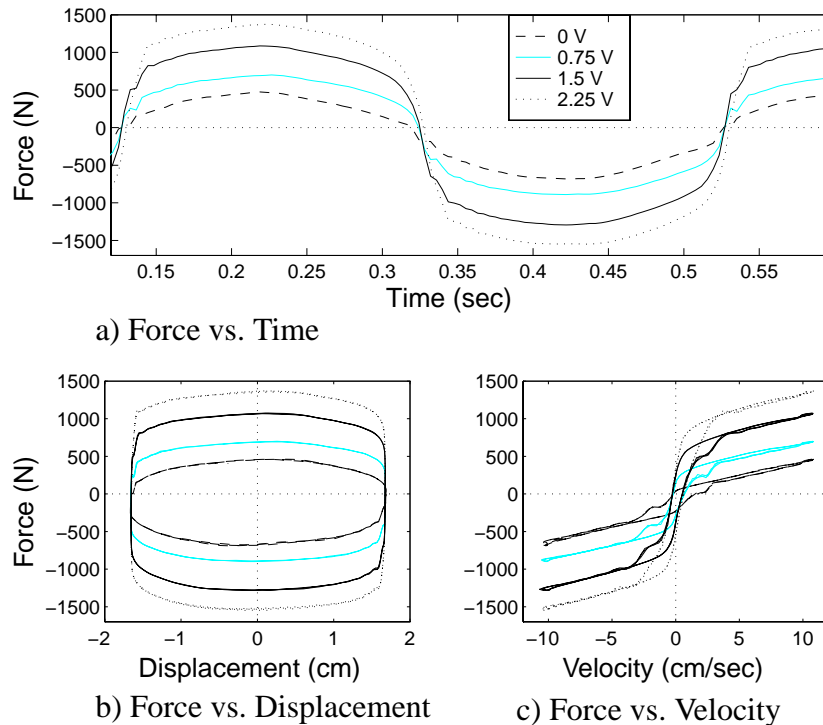 1500
1000
500
0
−500
−1000
−1500
Force (N)
0 V
0.75 V
1.5 V
2.25 V
0.15 0.2 0.25 0.3 0.35 0.4 0.45 0.5 0.55
Time (sec)
a) Force vs. Time
1500
1000
500
0
−500
−1000
−1500
Force (N)
−2 −1 0 1 2
Displacement (cm)
b) Force vs. Displacement
1500
1000
500
0
−500
−1000
−1500
−10 −5 0 5 10
Velocity (cm/sec)
c) Force vs. Velocity